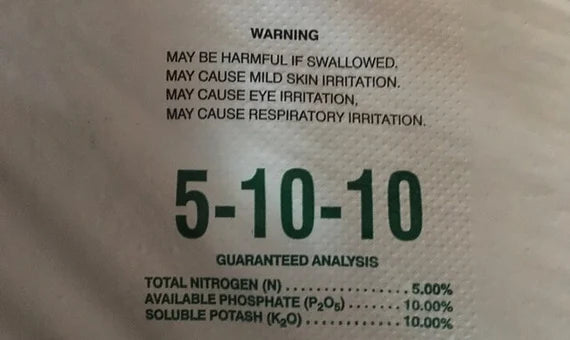 WARNING
MAY BE HARMFUL IF SWALLOWED.
MAY CAUSE MILD SKIN IRRITATION.
MAY CAUSE EYE IRRITATION,
MAY CAUSE RESPIRATORY IRRITATION.
5-10-10
GUARANTEED ANALYSIS
TOTAL NITROGEN (N) .................. 5.00%
AVAILABLE PHOSPHATE (P₂O₅) ....... 10.00%
SOLUBLE POTASH (K₂O) ............. 10.00%